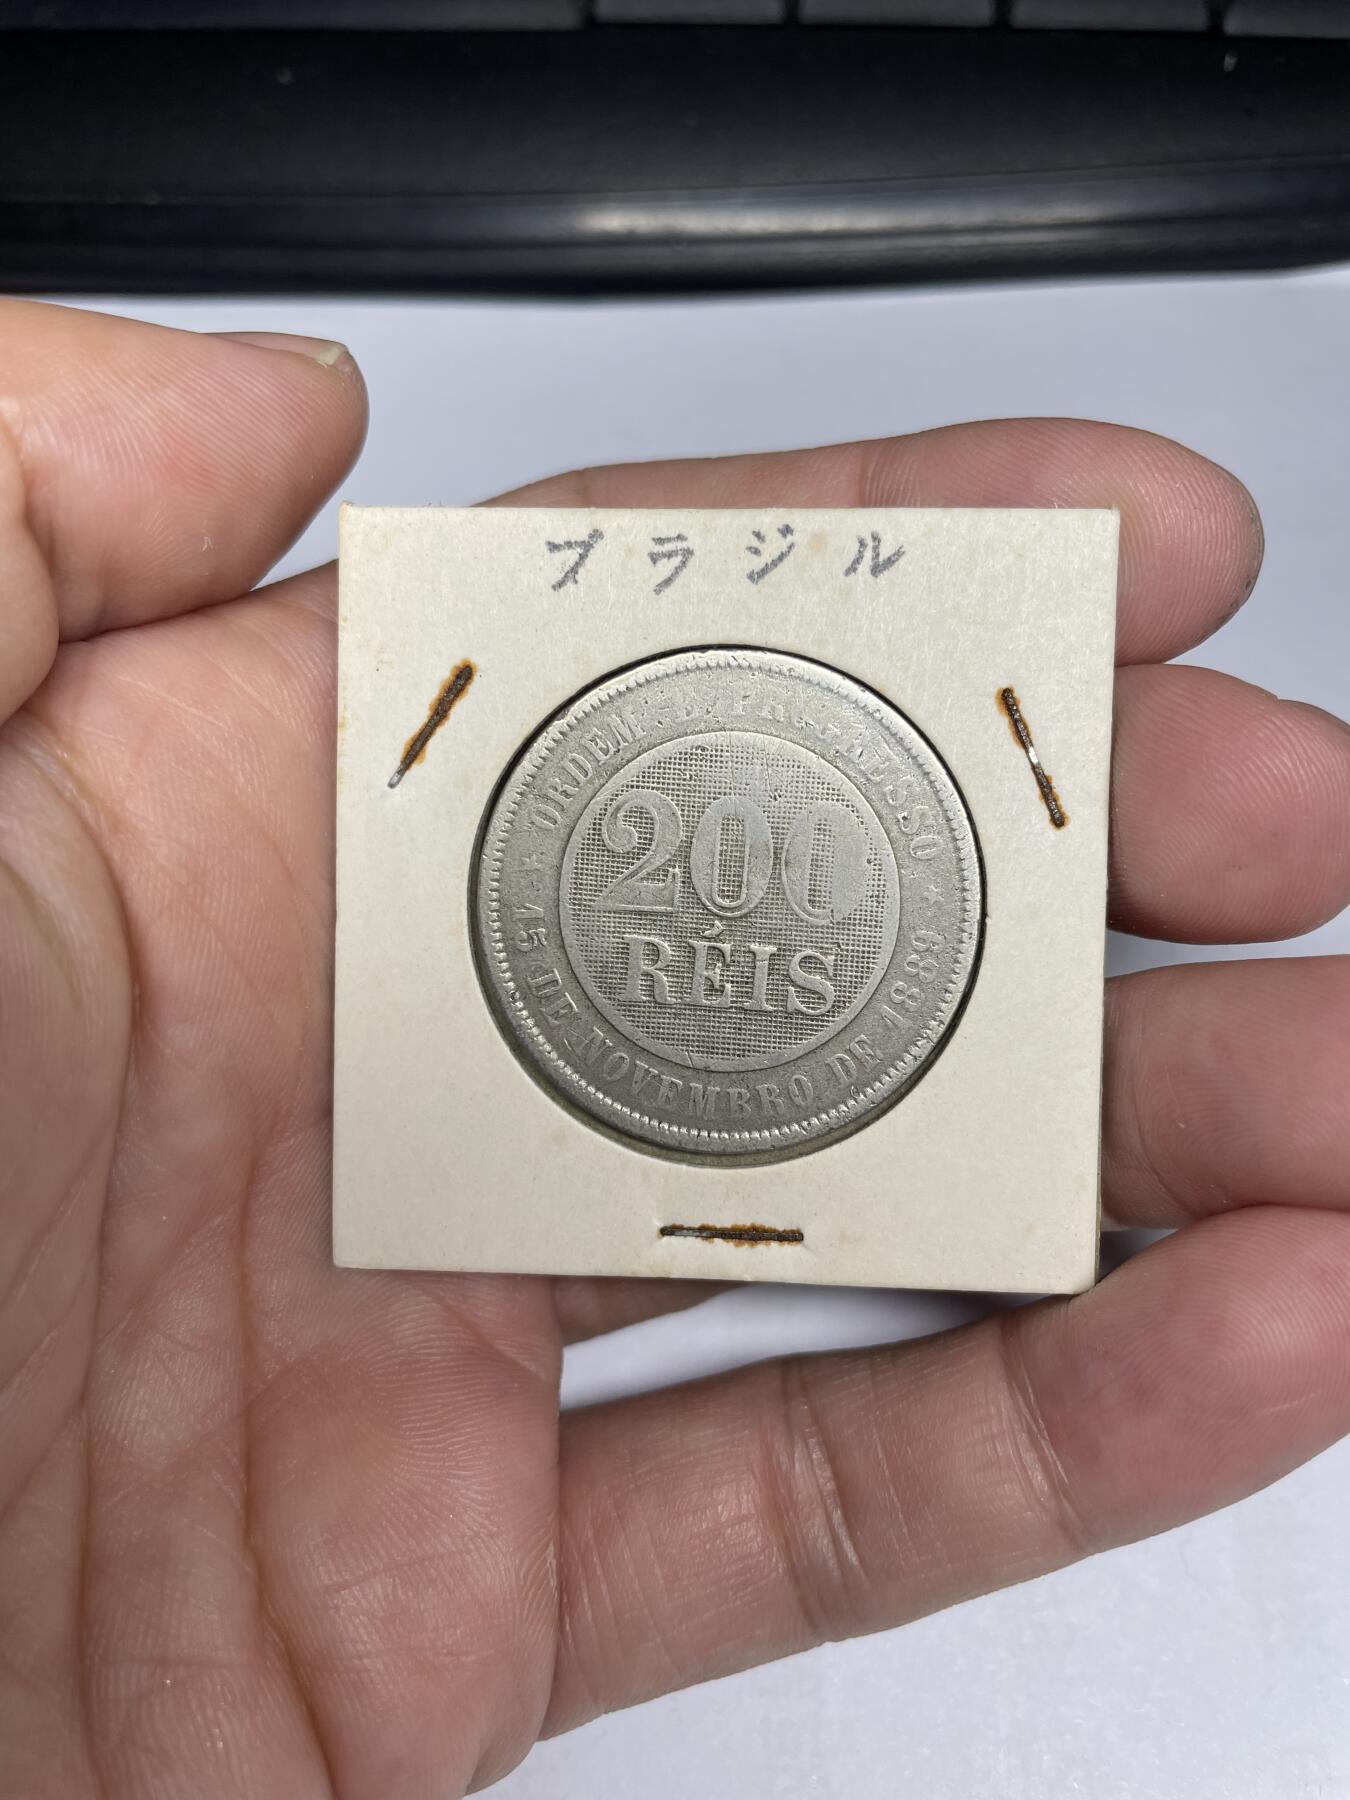 ブラジル
ORDEM E PROGRESSO
200
RÉIS
15 DE NOVEMBRO DE 1889